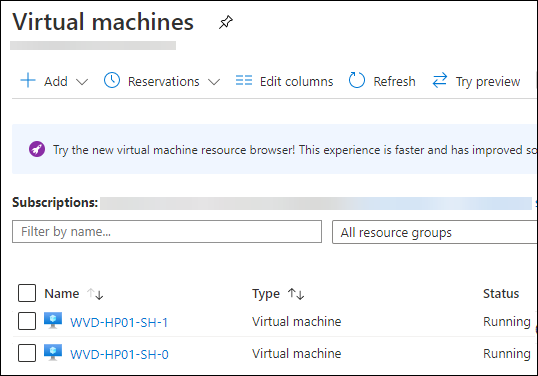 Virtual machines
Add Reservations Edit columns Refresh Try preview
Try the new virtual machine resource browser! This experience is faster and has improved so
Subscriptions:
Filter by name... All resource groups
Name Type Status
WVD-HP01-SH-1 Virtual machine Running
WVD-HP01-SH-0 Virtual machine Running